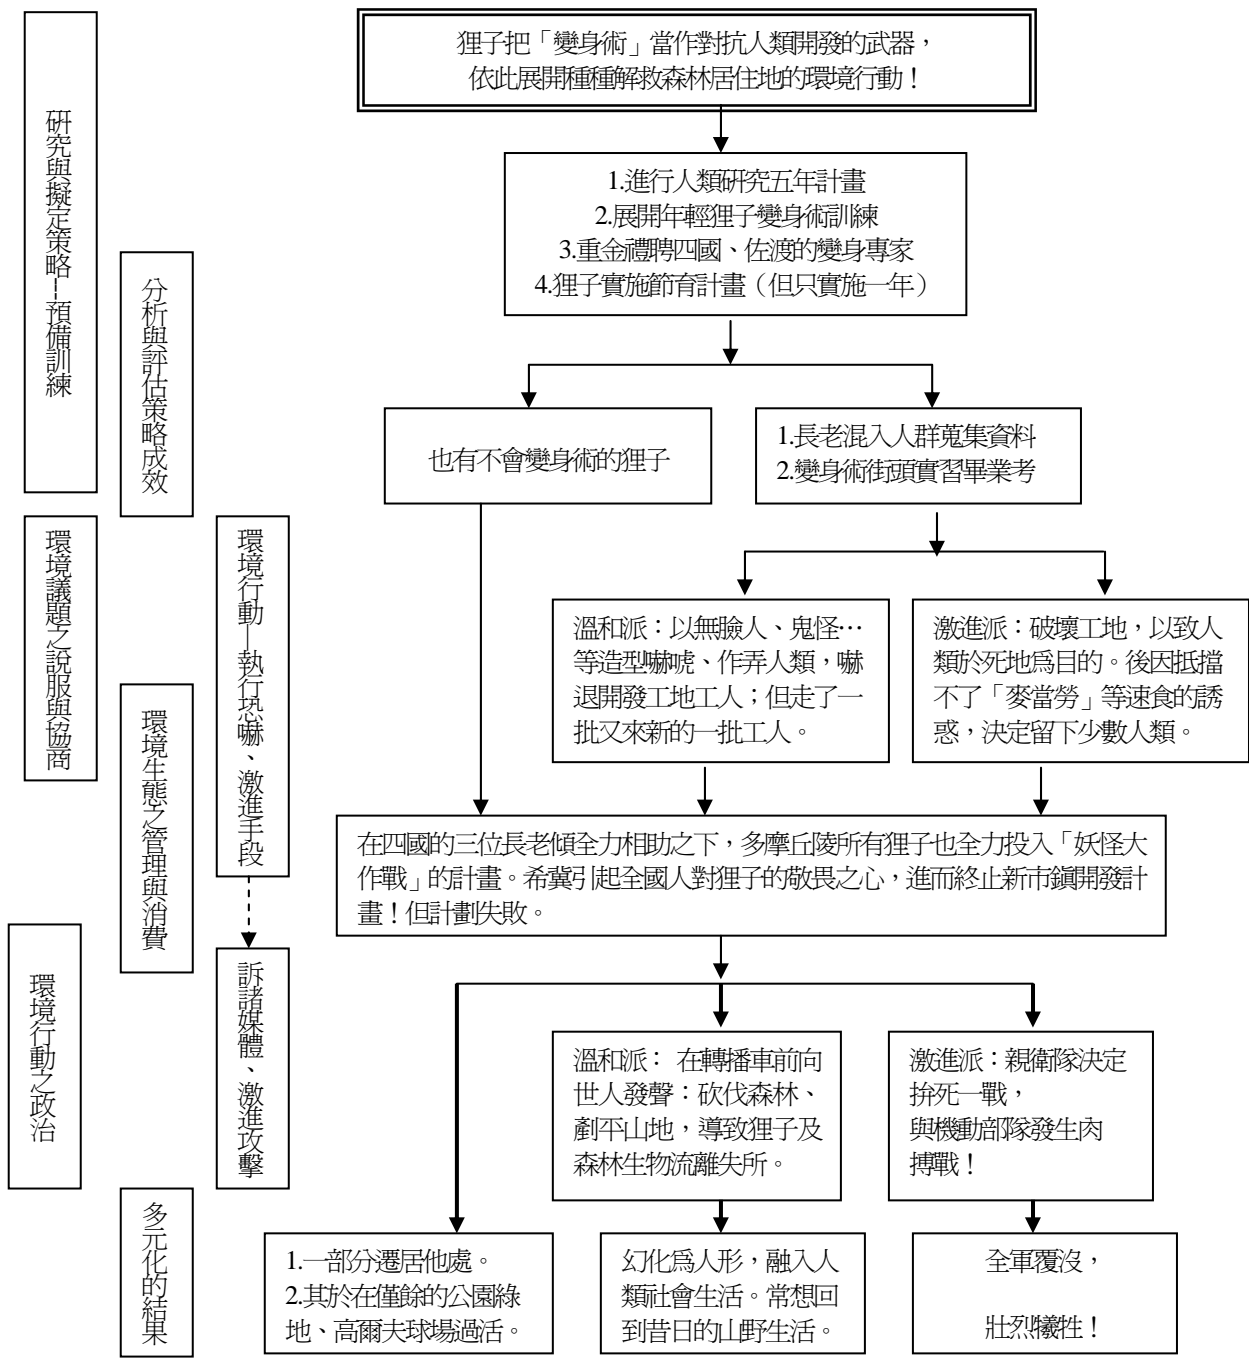 狸子把「變身術」當作對抗人類開發的武器，
依此展開種種解救森林居住地的環境行動！
研究與擬定策略--預備訓練
1.進行人類研究五年計畫
2.展開年輕狸子變身術訓練
3.重金禮聘四國、佐渡的變身專家
4.狸子實施節育計畫（但只實施一年）
分析與評估策略成效
也有不會變身術的狸子
1.長老混入人群蒐集資料
2.變身術街頭實習畢業考
環境議題之說服與協商
環境行動—執行恐嚇、激進手段
溫和派：以無臉人、鬼怪…
等造型嚇唬、作弄人類，嚇
退開發工地工人；但走了一
批又來新的一批工人。
激進派：破壞工地，以致人
類於死地為目的。後因抵擋
不了「麥當勞」等速食的誘
惑，決定留下少數人類。
環境生態之管理與消費
在四國的三位長老傾全力相助之下，多摩丘陵所有狸子也全力投入「妖怪大
作戰」的計畫。希冀引起全國人對狸子的敬畏之心，進而終止新市鎮開發計
畫！但計劃失敗。
環境行動之政治
訴諸媒體、激進攻擊
溫和派： 在轉播車前向
世人發聲：砍伐森林、
剷平山地，導致狸子及
森林生物流離失所。
激進派：親衛隊決定
拚死一戰，
與機動部隊發生肉
搏戰！
多元化的結果
1.一部分遷居他處。
2.其於在僅餘的公園綠
地、高爾夫球場過活。
幻化為人形，融入人
類社會生活。常想回
到昔日的山野生活。
全軍覆沒，
壯烈犧牲！